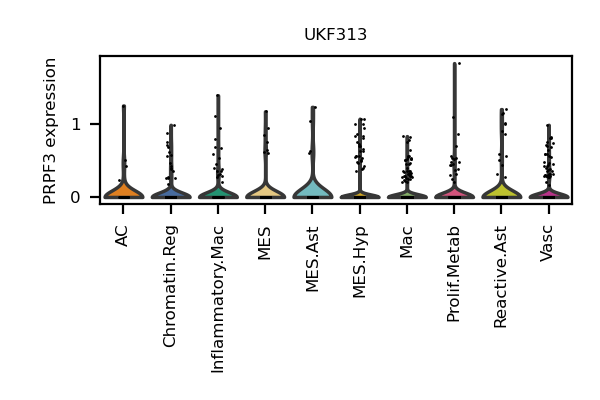 UKF313
PRPF3 expression
1
0
AC
Chromatin.Reg
Inflammatory.Mac
MES
MES.Ast
MES.Hyp
Mac
Prolif.Metab
Reactive.Ast
Vasc